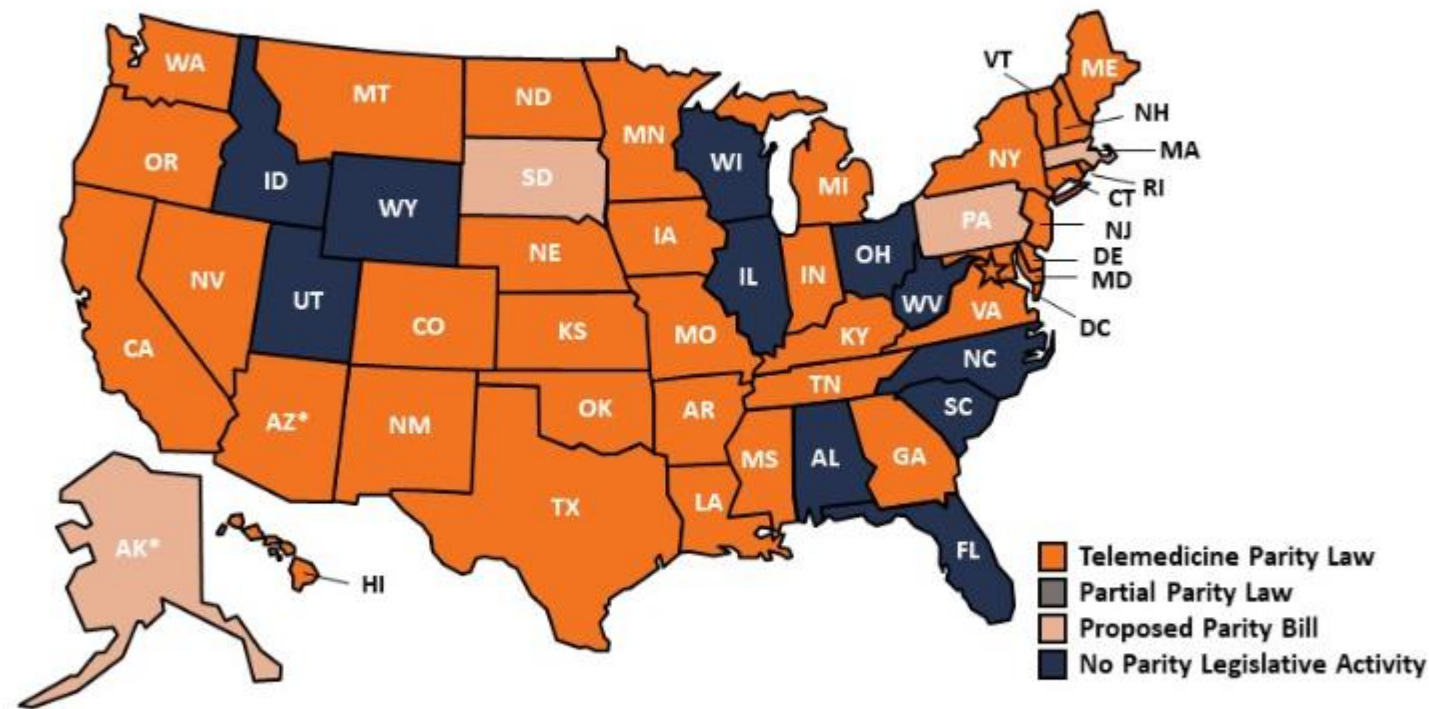 WA
MT
ND
MN
VT
ME
NH
MA
OR
ID
SD
WI
MI
NY
RI
CT
WY
PA
NJ
IA
NE
OH
DE
MD
NV
UT
IL
IN
WV
VA
DC
CO
KS
MO
KY
CA
NC
TN
AZ*
NM
OK
AR
SC
MS
AL
GA
TX
LA
AK*
HI
FL
Telemedicine Parity Law
Partial Parity Law
Proposed Parity Bill
No Parity Legislative Activity